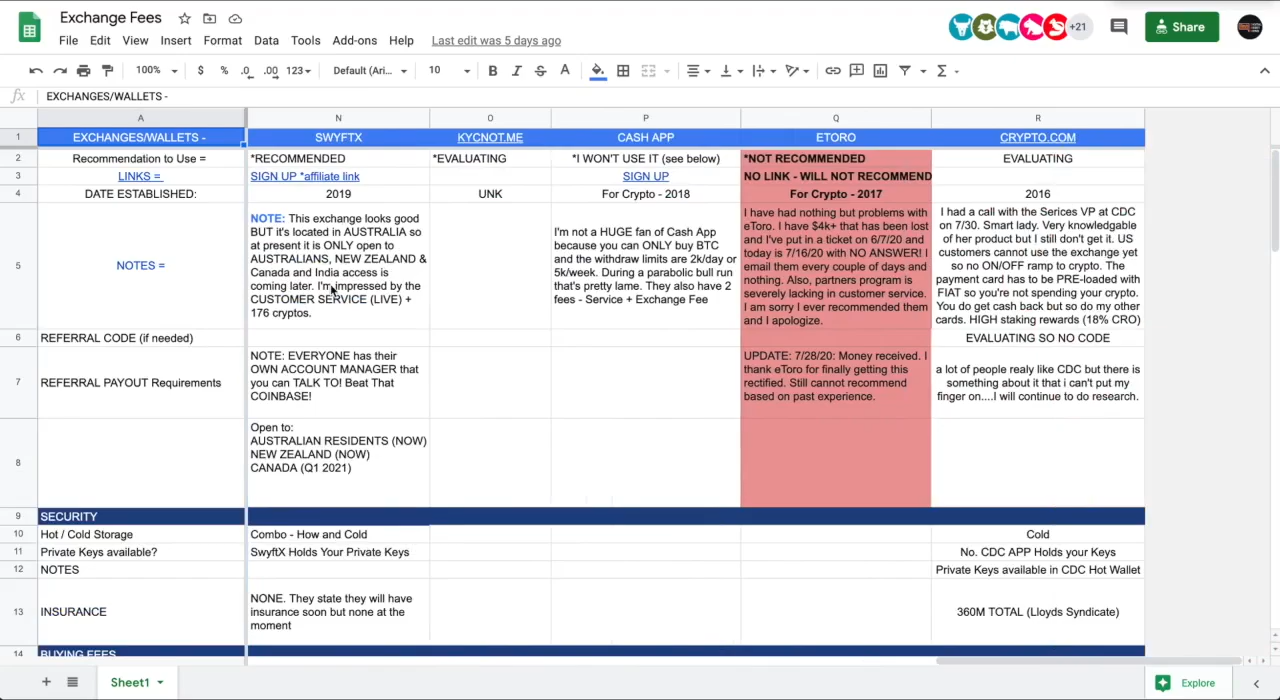 Exchange Fees
File Edit View Insert Format Data Tools Add-ons Help Last edit was 5 days ago
+21
Share
100% $ % .0 .00 123 Default (Ari... 10 B I S A
fx EXCHANGES/WALLETS -
A N O P Q R
1 EXCHANGES/WALLETS - SWYFTX KYCNOT.ME CASH APP ETORO CRYPTO.COM
2 Recommendation to Use = *RECOMMENDED *EVALUATING *I WON'T USE IT (see below) *NOT RECOMMENDED EVALUATING
3 LINKS = SIGN UP *affiliate link SIGN UP NO LINK - WILL NOT RECOMMEND
4 DATE ESTABLISHED: 2019 UNK For Crypto - 2018 For Crypto - 2017 2016
5 NOTES =
NOTE: This exchange looks good
BUT it's located in AUSTRALIA so
at present it is ONLY open to
AUSTRALIANS, NEW ZEALAND &
Canada and India access is
coming later. I'm impressed by the
CUSTOMER SERVICE (LIVE) +
176 cryptos.
I'm not a HUGE fan of Cash App
because you can ONLY buy BTC
and the withdraw limits are 2k/day or
5k/week. During a parabolic bull run
that's pretty lame. They also have 2
fees - Service + Exchange Fee
I have had nothing but problems with
eToro. I have $4k+ that has been lost
and I've put in a ticket on 6/7/20 and
today is 7/16/20 with NO ANSWER! I
email them every couple of days and
nothing. Also, partners program is
severely lacking in customer service.
I am sorry I ever recommended them
and I apologize.
I had a call with the Serices VP at CDC
on 7/30. Smart lady. Very knowledgable
of her product but I still don't get it. US
customers cannot use the exchange yet
so no ON/OFF ramp to crypto. The
payment card has to be PRE-loaded with
FIAT so you're not spending your crypto.
You do get cash back but so do my other
cards. HIGH staking rewards (18% CRO)
6 REFERRAL CODE (if needed) EVALUATING SO NO CODE
7 REFERRAL PAYOUT Requirements
NOTE: EVERYONE has their
OWN ACCOUNT MANAGER that
you can TALK TO! Beat That
COINBASE!
UPDATE: 7/28/20: Money received. I
thank eToro for finally getting this
rectified. Still cannot recommend
based on past experience.
a lot of people realy like CDC but there is
something about it that i can't put my
finger on....I will continue to do research.
8
Open to:
AUSTRALIAN RESIDENTS (NOW)
NEW ZEALAND (NOW)
CANADA (Q1 2021)
9 SECURITY
10 Hot / Cold Storage Combo - How and Cold Cold
11 Private Keys available? SwyftX Holds Your Private Keys No. CDC APP Holds your Keys
12 NOTES Private Keys available in CDC Hot Wallet
13 INSURANCE
NONE. They state they will have
insurance soon but none at the
moment
360M TOTAL (Lloyds Syndicate)
14 BUYING FEES
Sheet1
Explore